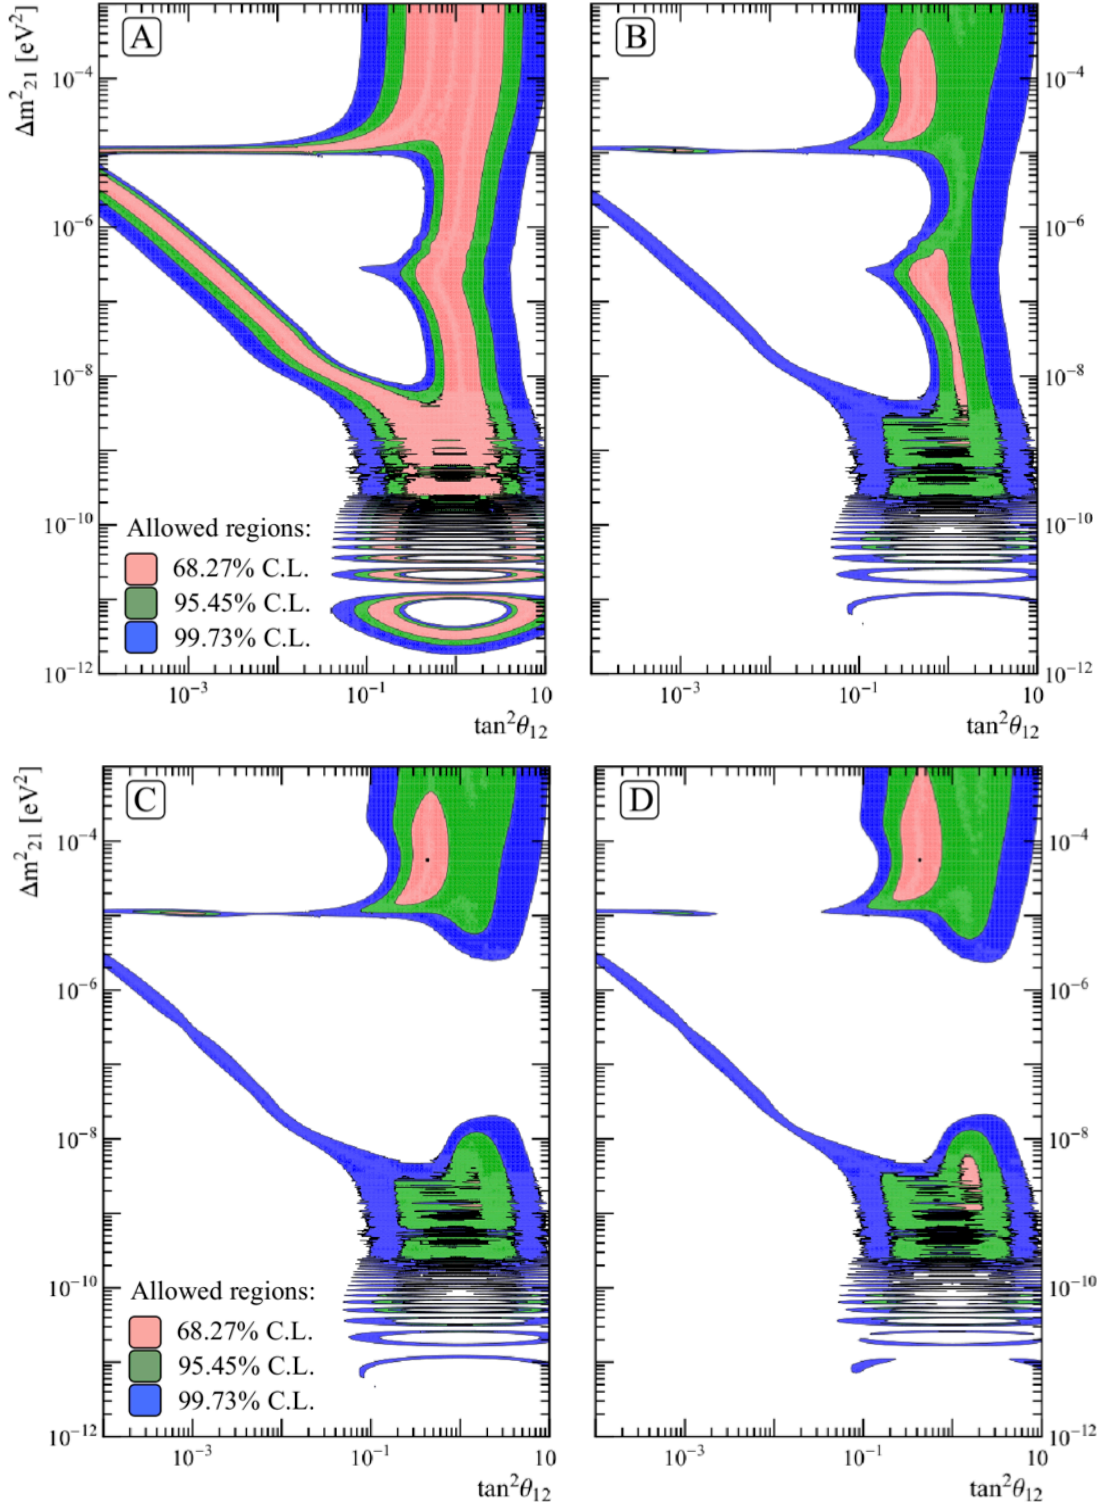 A
B
Δm²₂₁ [eV²]
10⁻⁴
10⁻⁶
10⁻⁸
10⁻¹⁰
10⁻¹²
10⁻⁴
10⁻⁶
10⁻⁸
10⁻¹⁰
10⁻¹²
Allowed regions:
68.27% C.L.
95.45% C.L.
99.73% C.L.
10⁻³ 10⁻¹ 10
10⁻³ 10⁻¹ 10
tan²θ₁₂
tan²θ₁₂
C
D
Δm²₂₁ [eV²]
10⁻⁴
10⁻⁶
10⁻�8
10⁻¹⁰
10⁻¹²
10⁻⁴
10⁻⁶
10⁻⁸
10⁻¹⁰
10⁻¹²
Allowed regions:
68.27% C.L.
95.45% C.L.
99.73% C.L.
10⁻³ 10⁻¹ 10
10⁻³ 10⁻¹ 10
tan²θ₁₂
tan²θ₁₂